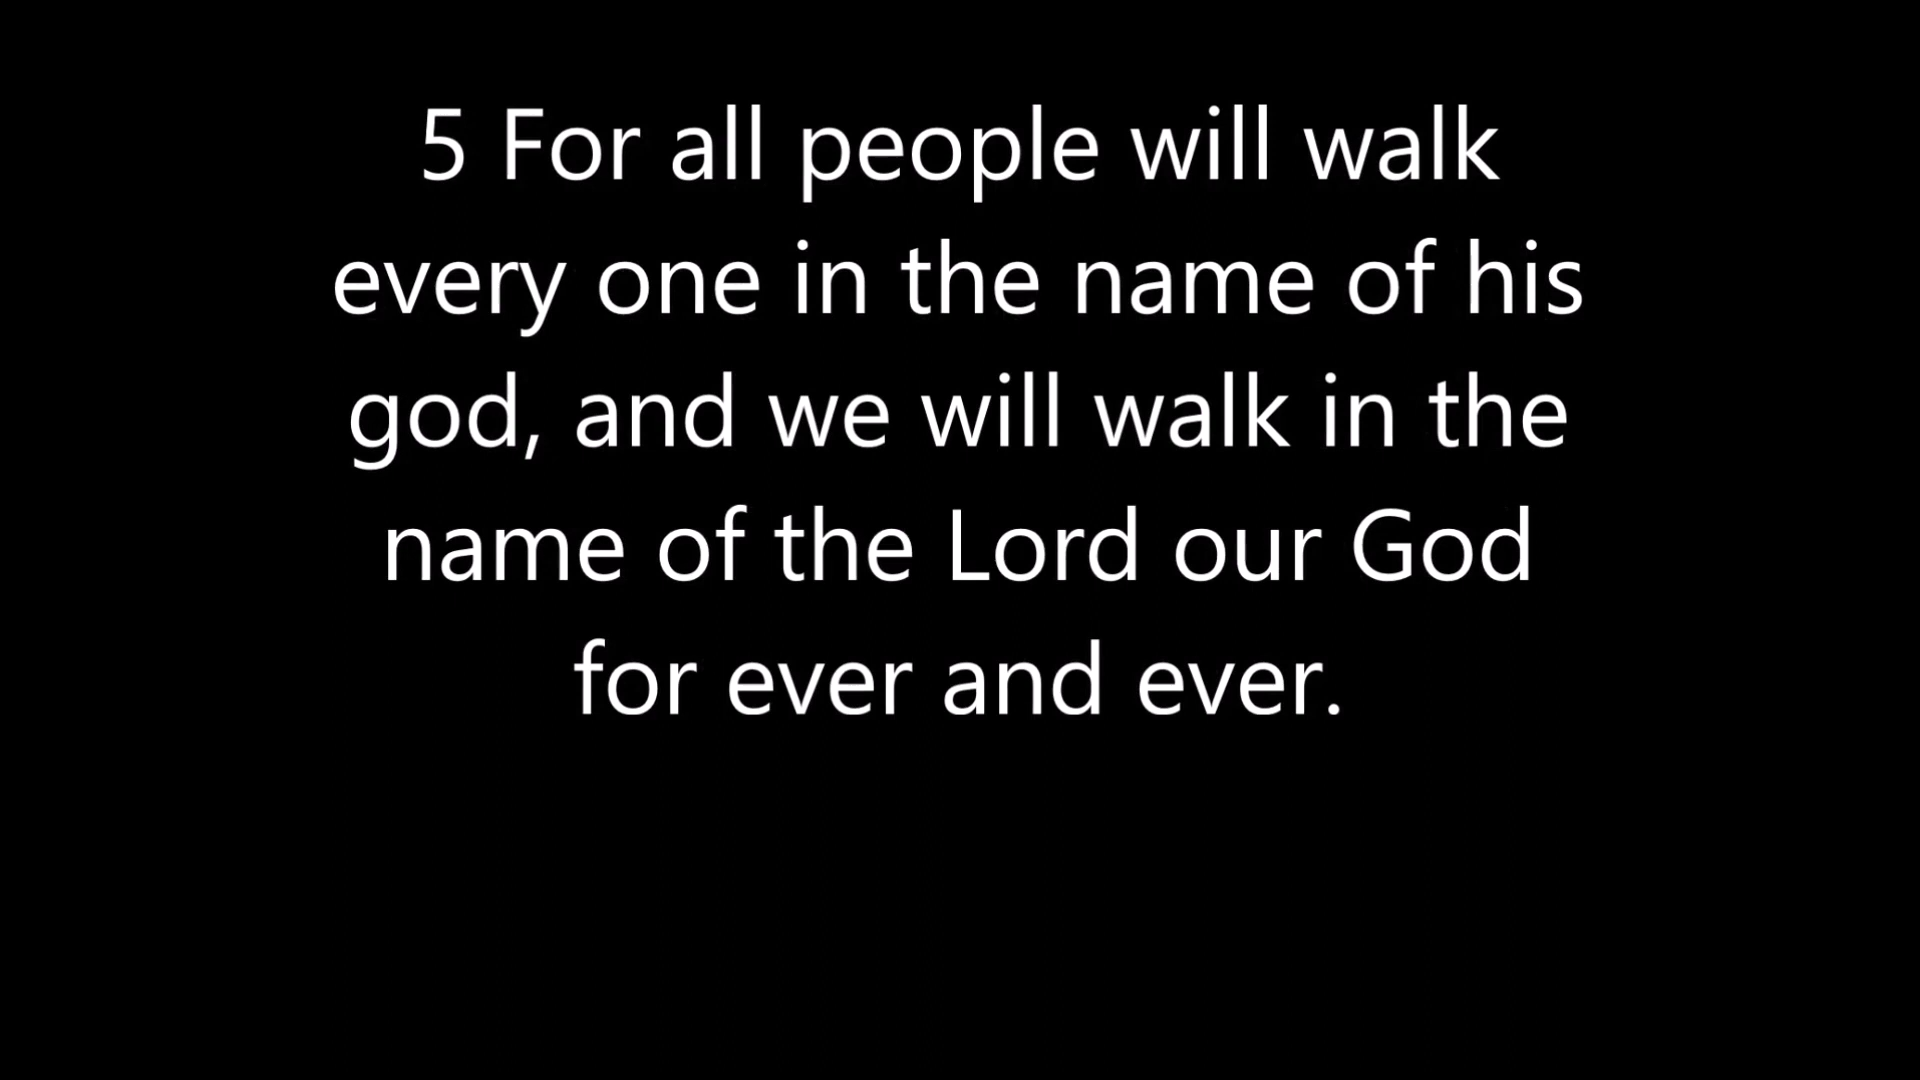 5 For all people will walk
every one in the name of his
god, and we will walk in the
name of the Lord our God
for ever and ever.